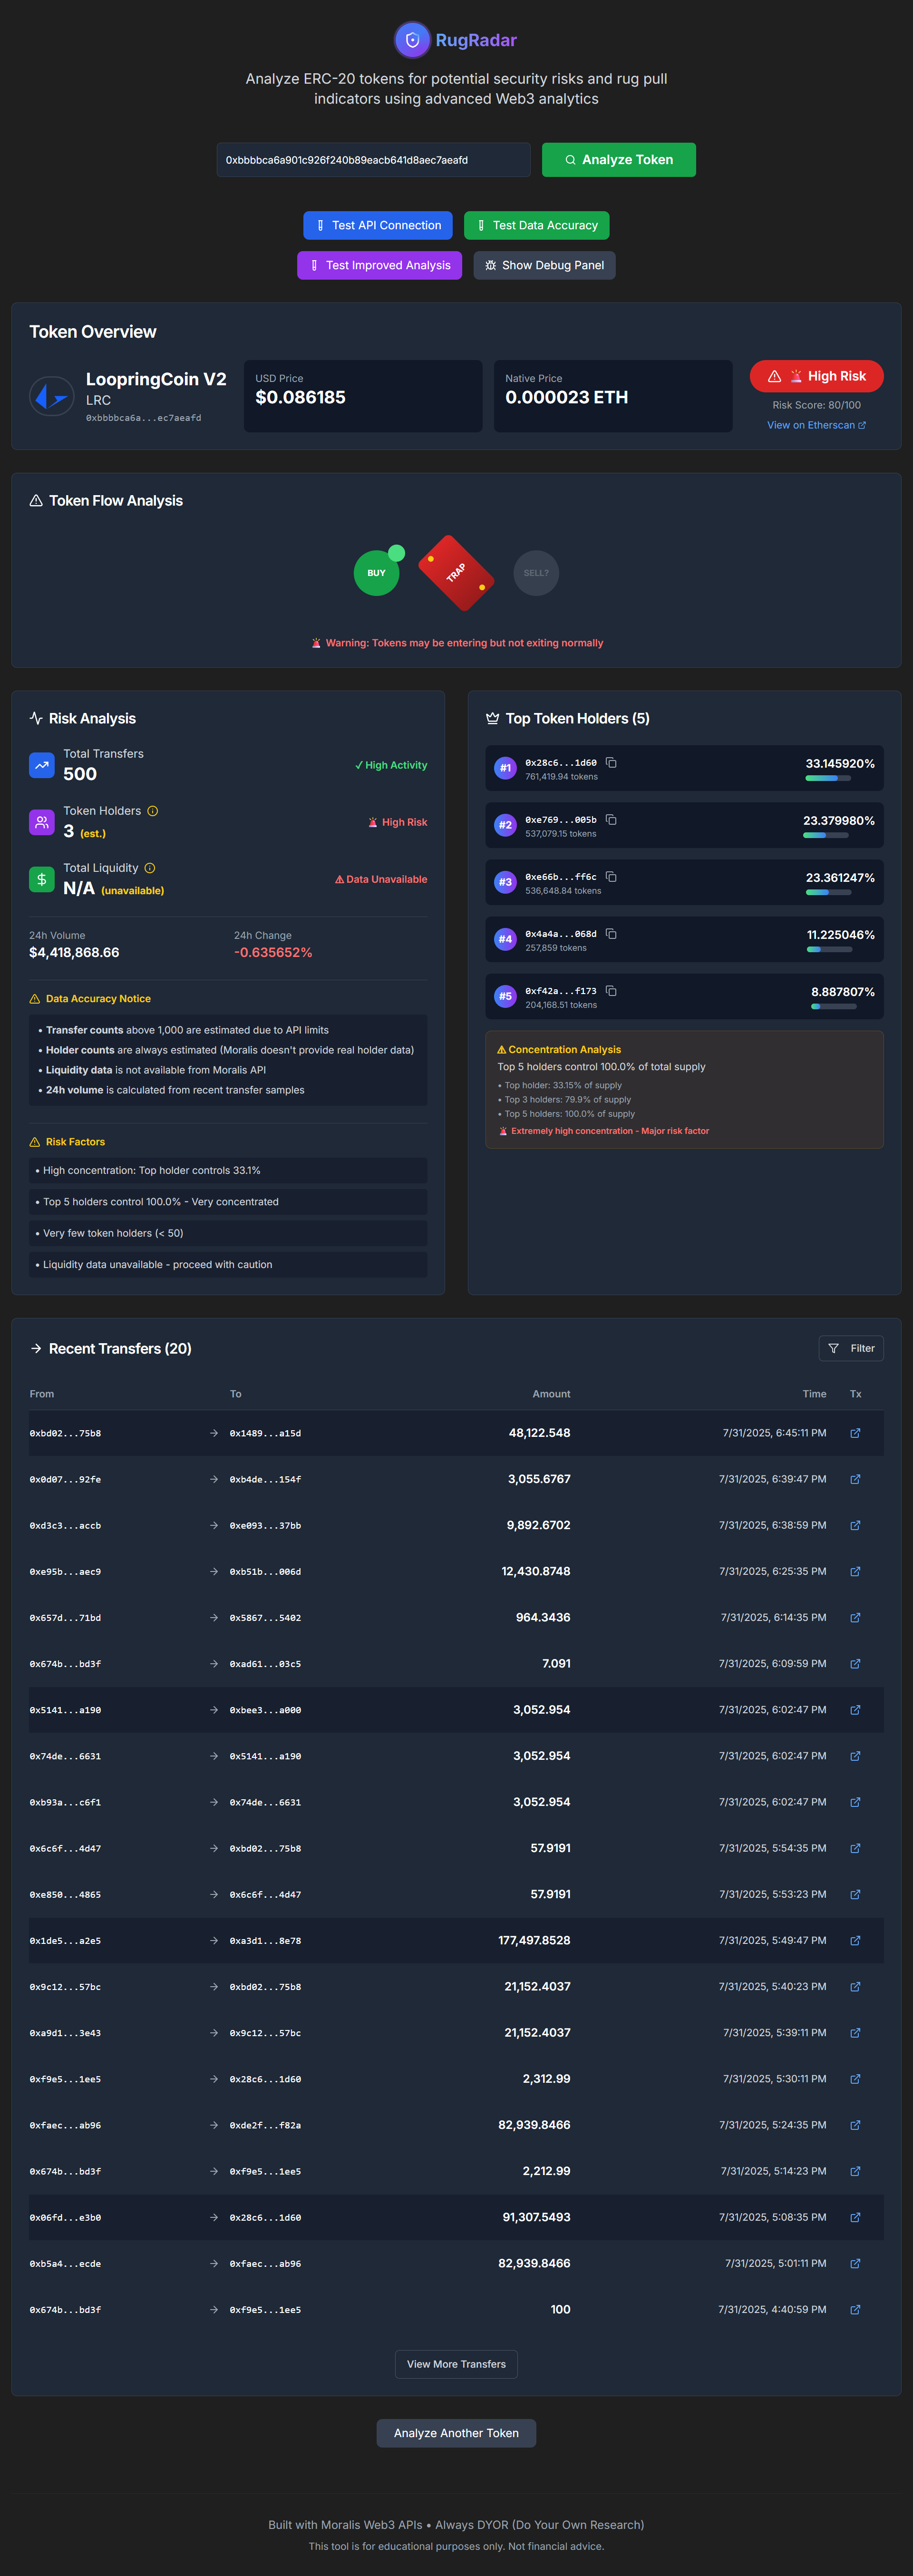 RugRadar
Analyze ERC-20 tokens for potential security risks and rug pull
indicators using advanced Web3 analytics
0xbbbbca6a901c926f240b89eacb641d8aec7aeafd
Analyze Token
Test API Connection
Test Data Accuracy
Test Improved Analysis
Show Debug Panel
Token Overview
LoopringCoin V2
LRC
0xbbbbca6a...ec7aeafd
USD Price
$0.086185
Native Price
0.000023 ETH
🚨 High Risk
Risk Score: 80/100
View on Etherscan
Token Flow Analysis
BUY
TRAP
SELL?
🚨 Warning: Tokens may be entering but not exiting normally
Risk Analysis
Total Transfers
500
✓ High Activity
Token Holders
3 (est.)
🚨 High Risk
Total Liquidity
N/A (unavailable)
⚠ Data Unavailable
24h Volume
$4,418,868.66
24h Change
-0.635652%
Data Accuracy Notice
• Transfer counts above 1,000 are estimated due to API limits
• Holder counts are always estimated (Moralis doesn't provide real holder data)
• Liquidity data is not available from Moralis API
• 24h volume is calculated from recent transfer samples
Risk Factors
• High concentration: Top holder controls 33.1%
• Top 5 holders control 100.0% - Very concentrated
• Very few token holders (< 50)
• Liquidity data unavailable - proceed with caution
Top Token Holders (5)
#1 0x28c6...1d60 33.145920%
761,419.94 tokens
#2 0xe769...005b 23.379980%
537,079.15 tokens
#3 0xe66b...ff6c 23.361247%
536,648.84 tokens
#4 0x4a4a...068d 11.225046%
257,859 tokens
#5 0xf42a...f173 8.887807%
204,168.51 tokens
⚠ Concentration Analysis
Top 5 holders control 100.0% of total supply
• Top holder: 33.15% of supply
• Top 3 holders: 79.9% of supply
• Top 5 holders: 100.0% of supply
🚨 Extremely high concentration - Major risk factor
Recent Transfers (20)
Filter
From To Amount Time Tx
0xbd02...75b8 → 0x1489...a15d 48,122.548 7/31/2025, 6:45:11 PM
0x0d07...92fe → 0xb4de...154f 3,055.6767 7/31/2025, 6:39:47 PM
0xd3c3...accb → 0xe093...37bb 9,892.6702 7/31/2025, 6:38:59 PM
0xe95b...aec9 → 0xb51b...006d 12,430.8748 7/31/2025, 6:25:35 PM
0x657d...71bd → 0x5867...5402 964.3436 7/31/2025, 6:14:35 PM
0x674b...bd3f → 0xad61...03c5 7.091 7/31/2025, 6:09:59 PM
0x5141...a190 → 0xbee3...a000 3,052.954 7/31/2025, 6:02:47 PM
0x74de...6631 → 0x5141...a190 3,052.954 7/31/2025, 6:02:47 PM
0xb93a...c6f1 → 0x74de...6631 3,052.954 7/31/2025, 6:02:47 PM
0x6c6f...4d47 → 0xbd02...75b8 57.9191 7/31/2025, 5:54:35 PM
0xe850...4865 → 0x6c6f...4d47 57.9191 7/31/2025, 5:53:23 PM
0x1de5...a2e5 → 0xa3d1...8e78 177,497.8528 7/31/2025, 5:49:47 PM
0x9c12...57bc → 0xbd02...75b8 21,152.4037 7/31/2025, 5:40:23 PM
0xa9d1...3e43 → 0x9c12...57bc 21,152.4037 7/31/2025, 5:39:11 PM
0xf9e5...1ee5 → 0x28c6...1d60 2,312.99 7/31/2025, 5:30:11 PM
0xfaec...ab96 → 0xde2f...f82a 82,939.8466 7/31/2025, 5:24:35 PM
0x674b...bd3f → 0xf9e5...1ee5 2,212.99 7/31/2025, 5:14:23 PM
0x06fd...e3b0 → 0x28c6...1d60 91,307.5493 7/31/2025, 5:08:35 PM
0xb5a4...ecde → 0xfaec...ab96 82,939.8466 7/31/2025, 5:01:11 PM
0x674b...bd3f → 0xf9e5...1ee5 100 7/31/2025, 4:40:59 PM
View More Transfers
Analyze Another Token
Built with Moralis Web3 APIs • Always DYOR (Do Your Own Research)
This tool is for educational purposes only. Not financial advice.